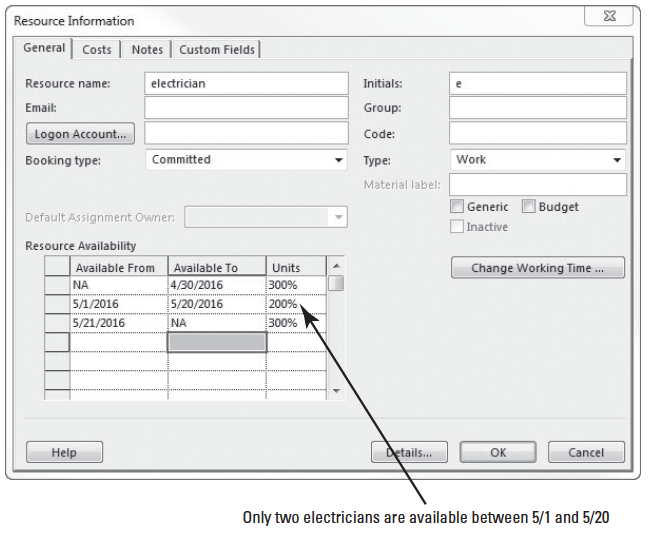 Resource Information
General Costs Notes Custom Fields
Resource name: electrician Initials: e
Email: Group:
Logon Account... Code:
Booking type: Committed Type: Work
Material label:
Generic Budget
Default Assignment Owner: Inactive
Resource Availability
Available From Available To Units Change Working Time ...
NA 4/30/2016 300%
5/1/2016 5/20/2016 200%
5/21/2016 NA 300%
Help Details... OK Cancel
Only two electricians are available between 5/1 and 5/20